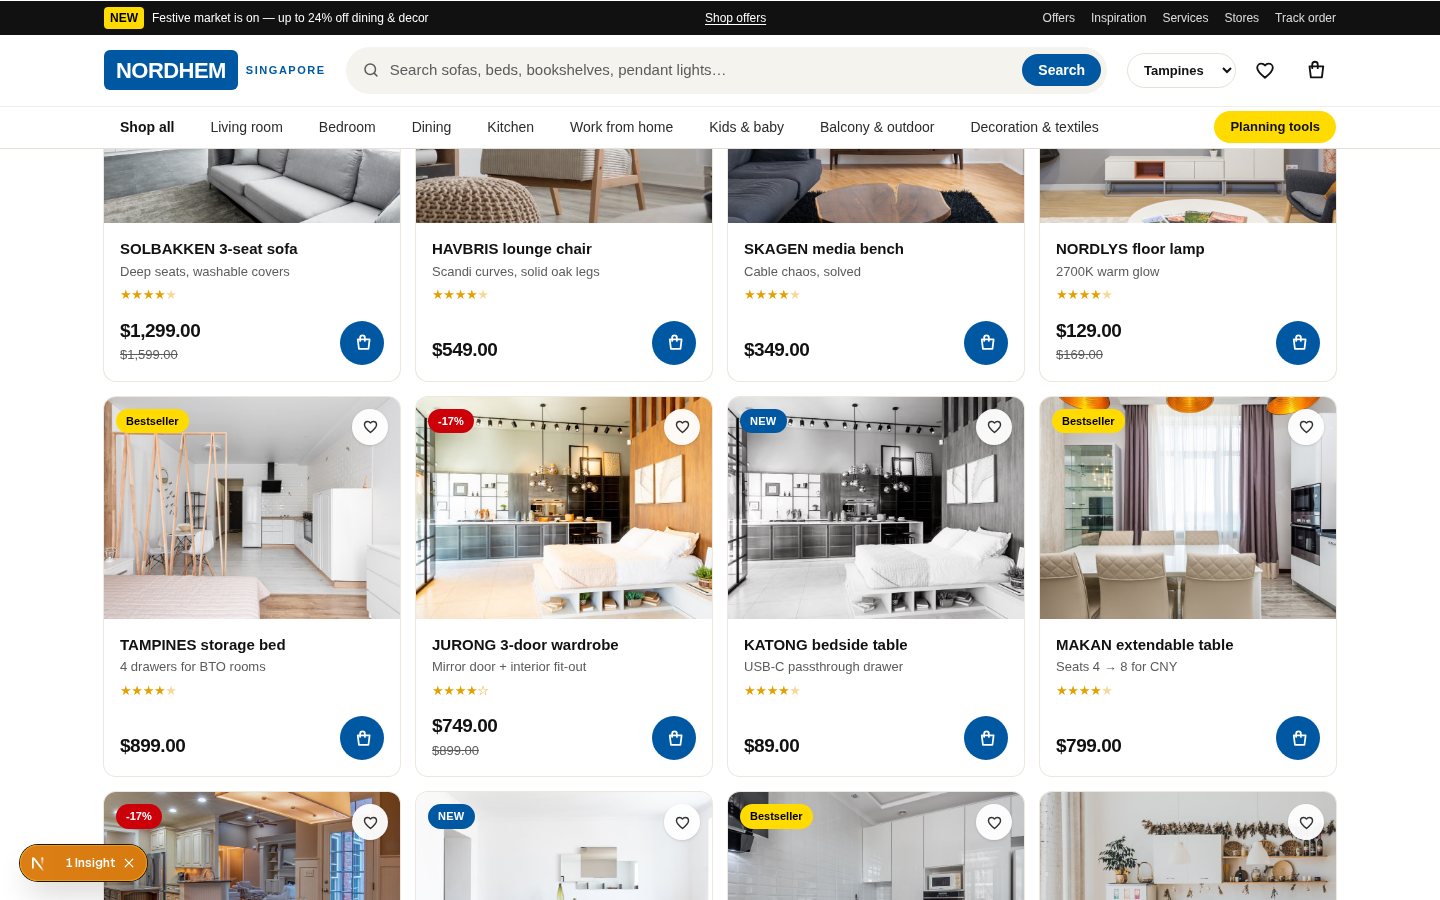 NEW Festive market is on — up to 24% off dining & decor Shop offers Offers Inspiration Services Stores Track order
NORDHEM SINGAPORE Search sofas, beds, bookshelves, pendant lights… Search Tampines
Shop all Living room Bedroom Dining Kitchen Work from home Kids & baby Balcony & outdoor Decoration & textiles Planning tools
SOLBAKKEN 3-seat sofa
Deep seats, washable covers
★★★★★
$1,299.00
$1,599.00
HAVBRIS lounge chair
Scandi curves, solid oak legs
★★★★★
$549.00
SKAGEN media bench
Cable chaos, solved
★★★★★
$349.00
NORDLYS floor lamp
2700K warm glow
★★★★★
$129.00
$169.00
Bestseller
TAMPINES storage bed
4 drawers for BTO rooms
★★★★★
$899.00
-17%
JURONG 3-door wardrobe
Mirror door + interior fit-out
★★★★☆
$749.00
$899.00
NEW
KATONG bedside table
USB-C passthrough drawer
★★★★★
$89.00
Bestseller
MAKAN extendable table
Seats 4 → 8 for CNY
★★★★★
$799.00
-17%
NEW
Bestseller
1 Insight